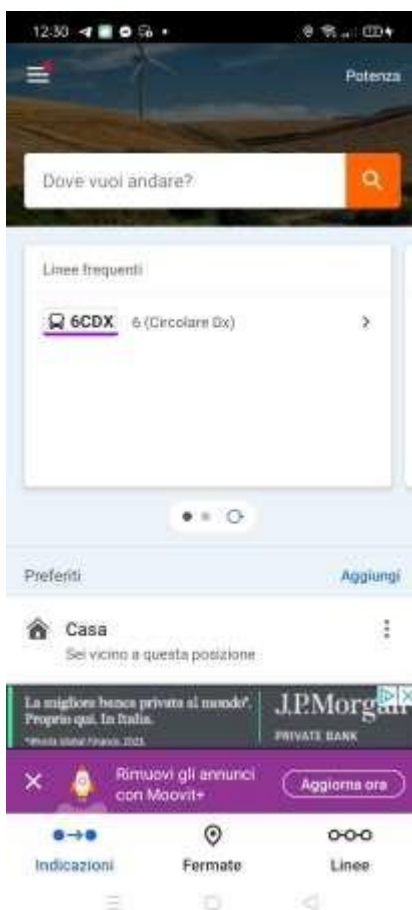 12:30
Potenza
Dove vuoi andare?
Linee frequenti
6CDX 6 (Circolare Dx)
Preferiti Aggiungi
Casa
Sei vicino a questa posizione
La migliore banca privata al mondo*.
Proprio qui. In Italia.
J.P.Morgan
PRIVATE BANK
Rimuovi gli annunci
con Moovit+
Aggiorna ora
Indicazioni Fermate Linee